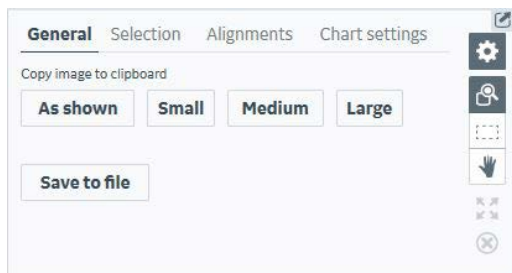 General Selection Alignments Chart settings
Copy image to clipboard
As shown Small Medium Large
Save to file